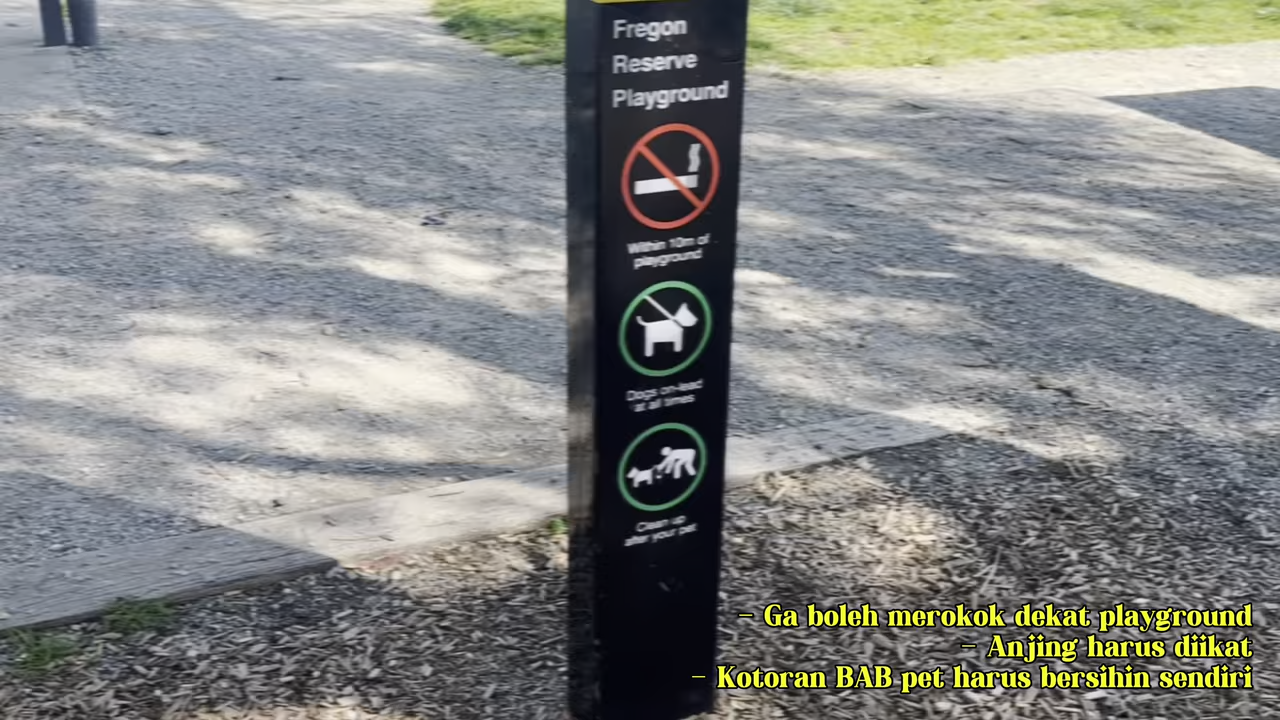 Fregon
Reserve
Playground
Within 10m of
playground
Dogs on-lead
at all times
Clean up
after your pet
- Ga boleh merokok dekat playground
- Anjing harus diikat
- Kotoran BAB pet harus bersihin sendiri